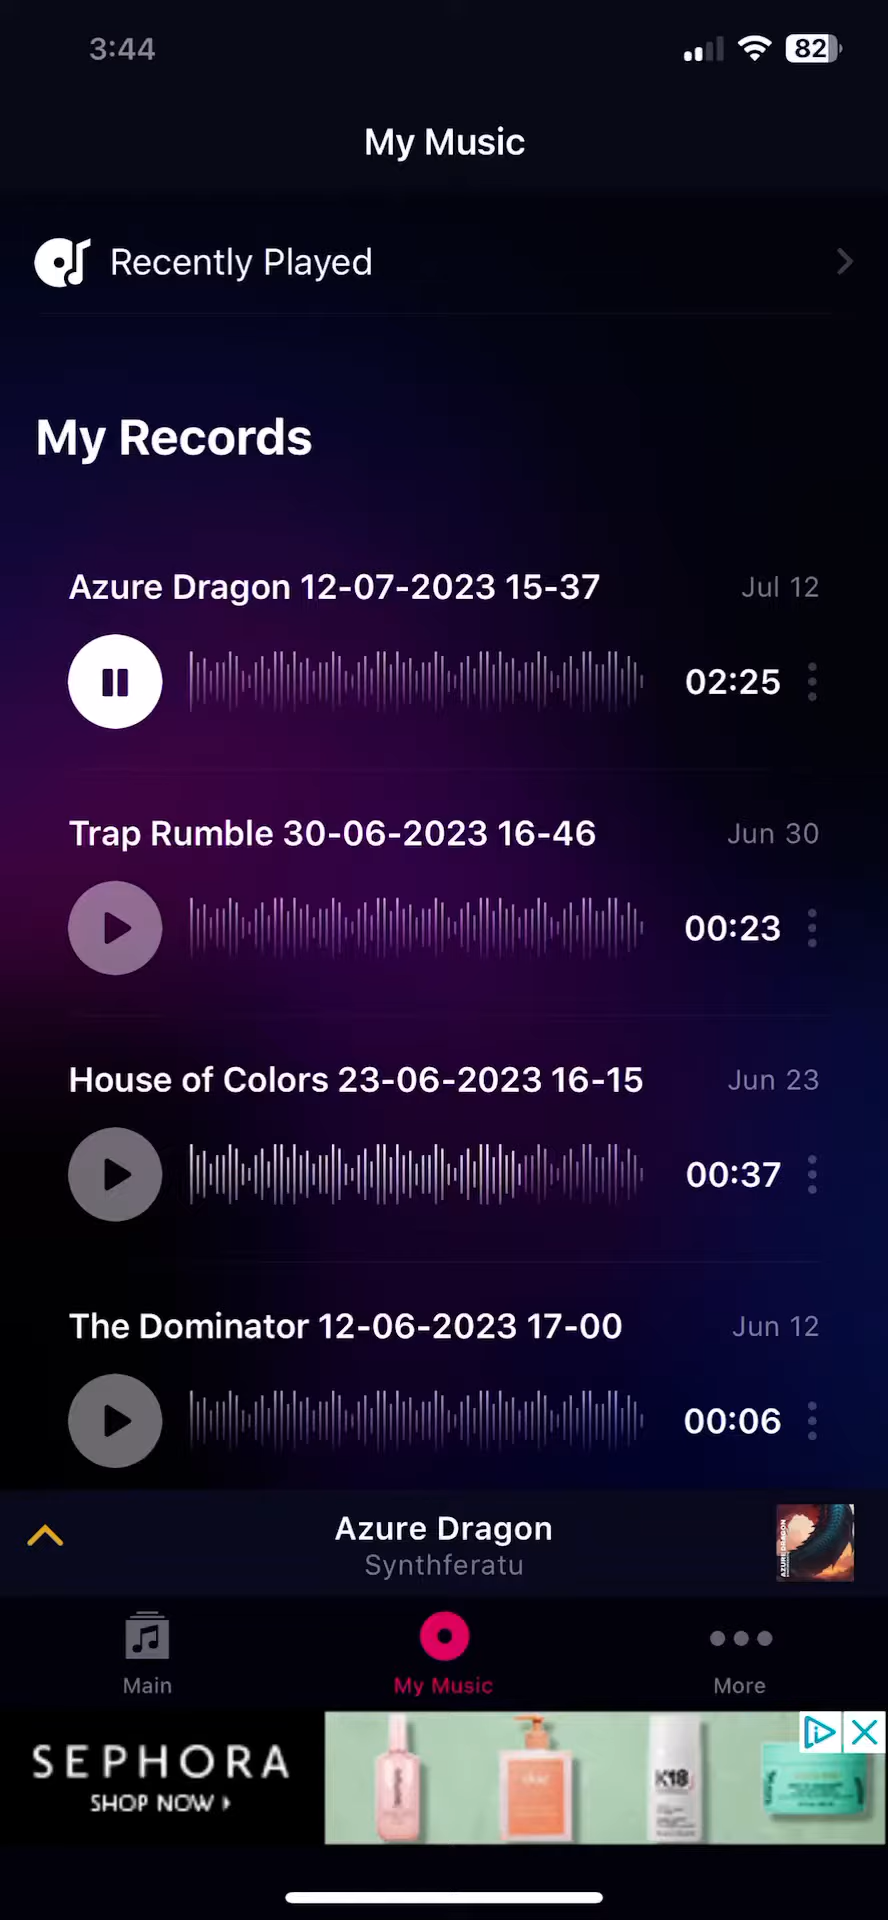 3:44
82
My Music
Recently Played
My Records
Azure Dragon 12-07-2023 15-37
Jul 12
02:25
Trap Rumble 30-06-2023 16-46
Jun 30
00:23
House of Colors 23-06-2023 16-15
Jun 23
00:37
The Dominator 12-06-2023 17-00
Jun 12
00:06
Azure Dragon
Synthferatu
AZURE DRAGON
Main
My Music
More
SEPHORA
SHOP NOW
K18